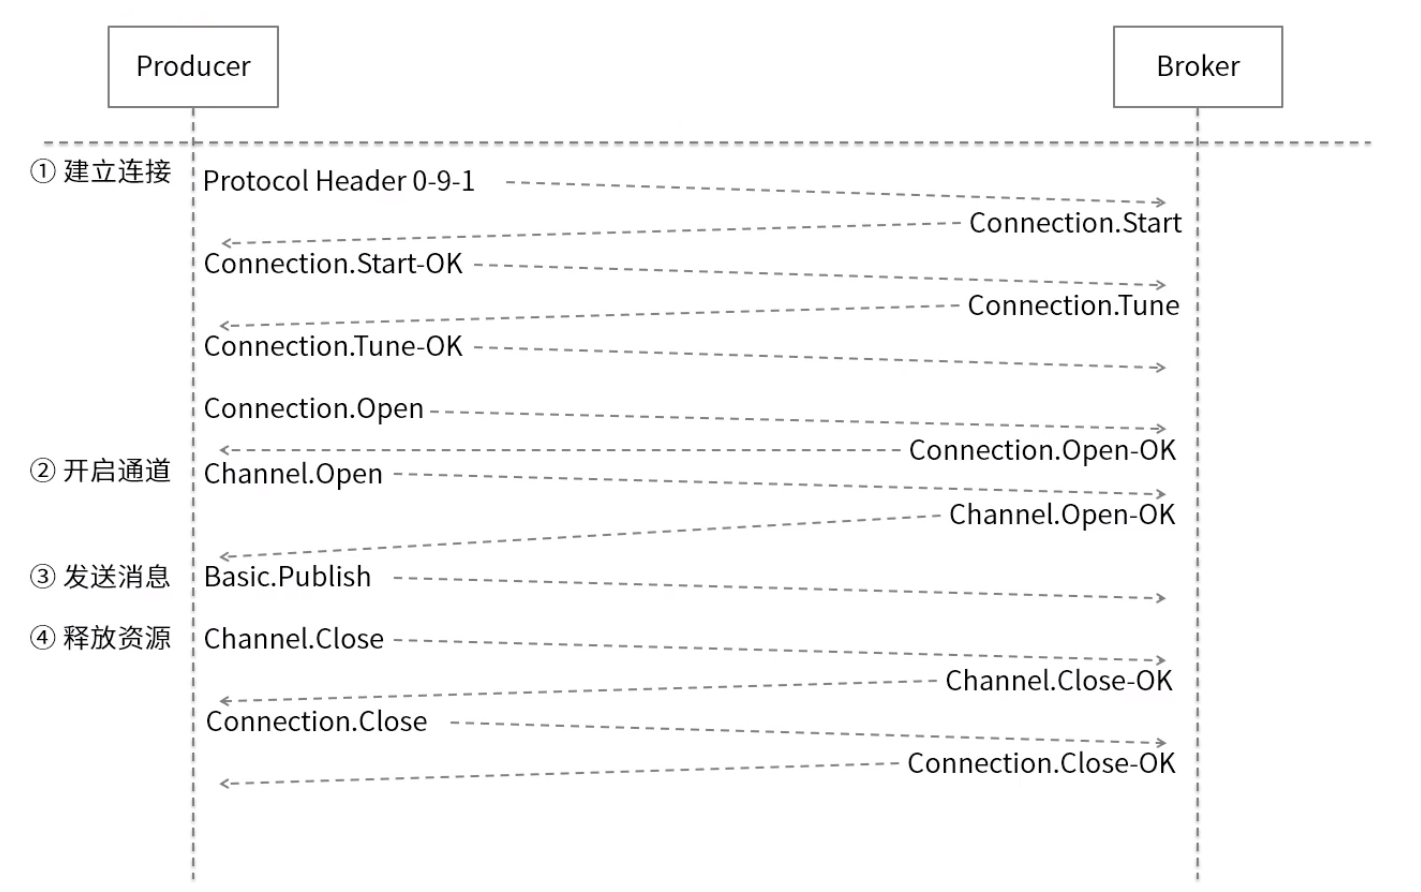 Producer
Broker
① 建立连接
Protocol Header 0-9-1
Connection.Start
Connection.Start-OK
Connection.Tune
Connection.Tune-OK
Connection.Open
Connection.Open-OK
② 开启通道
Channel.Open
Channel.Open-OK
③ 发送消息
Basic.Publish
④ 释放资源
Channel.Close
Channel.Close-OK
Connection.Close
Connection.Close-OK